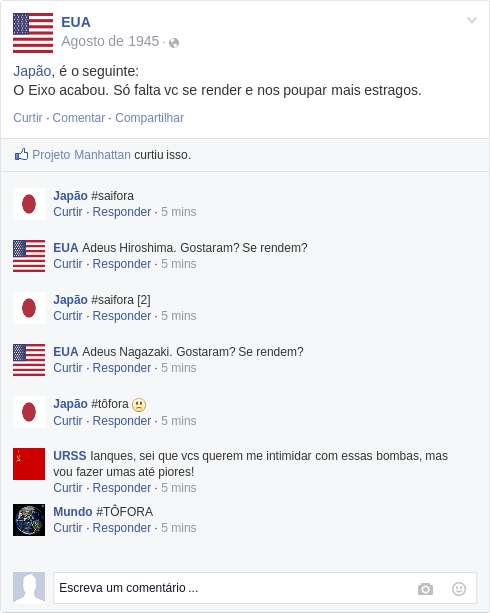 EUA
Agosto de 1945 ·
Japão, é o seguinte:
O Eixo acabou. Só falta vc se render e nos poupar mais estragos.
Curtir · Comentar · Compartilhar
Projeto Manhattan curtiu isso.
Japão #saifora
Curtir · Responder · 5 mins
EUA Adeus Hiroshima. Gostaram? Se rendem?
Curtir · Responder · 5 mins
Japão #saifora [2]
Curtir · Responder · 5 mins
EUA Adeus Nagazaki. Gostaram? Se rendem?
Curtir · Responder · 5 mins
Japão #tôfora
Curtir · Responder · 5 mins
URSS Ianques, sei que vcs querem me intimidar com essas bombas, mas
vou fazer umas até piores!
Curtir · Responder · 5 mins
Mundo #TÔFORA
Curtir · Responder · 5 mins
Escreva um comentário ...